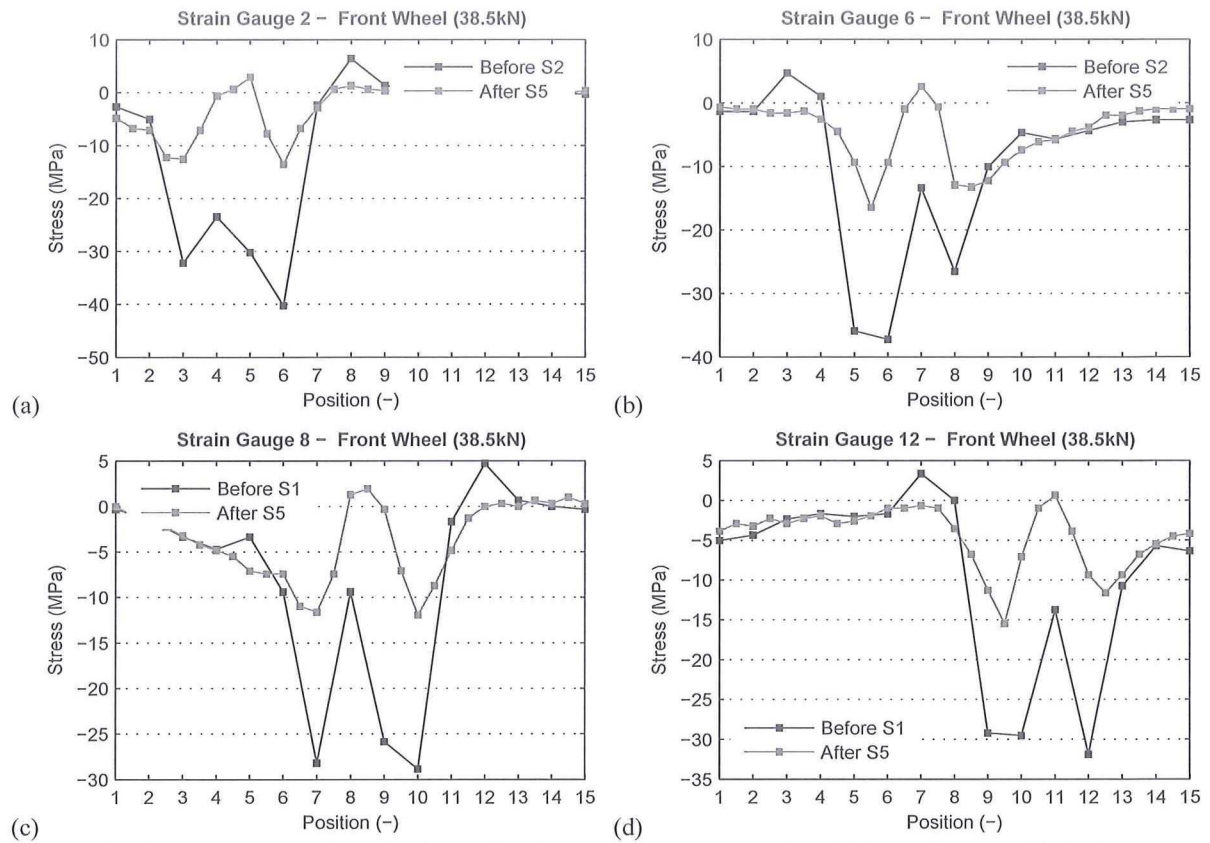 Strain Gauge 2 – Front Wheel (38.5kN)
10
0
−10
−20
−30
−40
−50
Stress (MPa)
Before S2
After S5
1 2 3 4 5 6 7 8 9 10 11 12 13 14 15
Position (−)
(a)
Strain Gauge 6 – Front Wheel (38.5kN)
10
0
−10
−20
−30
−40
Stress (MPa)
Before S2
After S5
1 2 3 4 5 6 7 8 9 10 11 12 13 14 15
Position (−)
(b)
Strain Gauge 8 – Front Wheel (38.5kN)
5
0
−5
−10
−15
−20
−25
−30
Stress (MPa)
Before S1
After S5
1 2 3 4 5 6 7 8 9 10 11 12 13 14 15
Position (−)
(c)
Strain Gauge 12 – Front Wheel (38.5kN)
5
0
−5
−10
−15
−20
−25
−30
−35
Stress (MPa)
Before S1
After S5
1 2 3 4 5 6 7 8 9 10 11 12 13 14 15
Position (−)
(d)